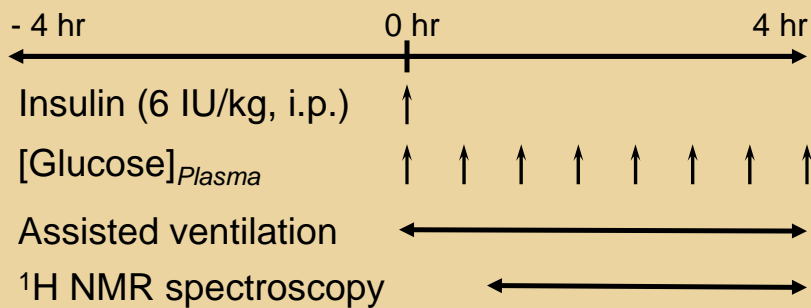 - 4 hr 0 hr 4 hr
Insulin (6 IU/kg, i.p.)
[Glucose]Plasma
Assisted ventilation
¹H NMR spectroscopy